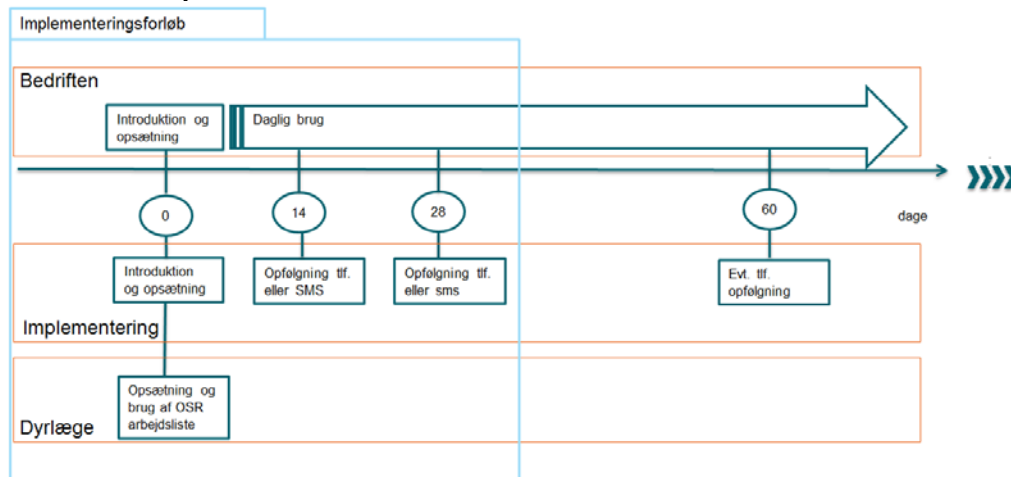 Implementeringsforløb
Bedriften
Introduktion og
opsætning
Daglig brug
0
14
28
60
dage
Introduktion
og opsætning
Opfølgning tlf.
eller SMS
Opfølgning tlf.
eller sms
Evt. tlf.
opfølgning
Implementering
Opsætning og
brug af OSR
arbejdsliste
Dyrlæge